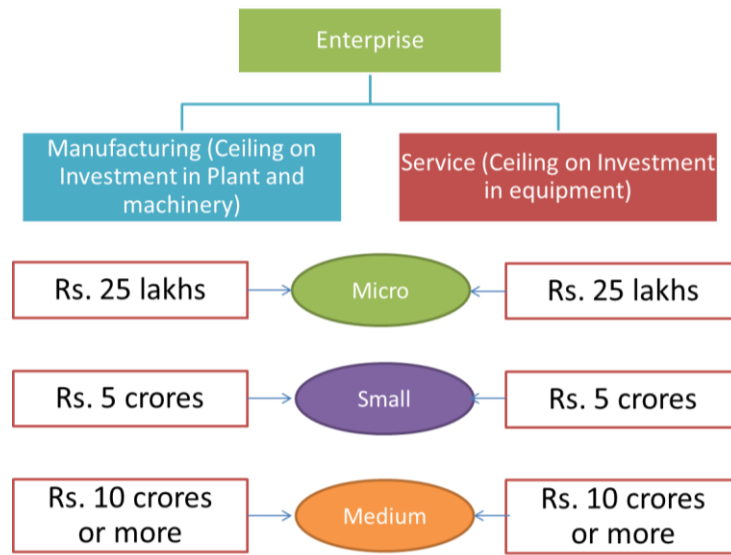 Enterprise
Manufacturing (Ceiling on
Investment in Plant and
machinery)
Service (Ceiling on Investment
in equipment)
Rs. 25 lakhs
Micro
Rs. 25 lakhs
Rs. 5 crores
Small
Rs. 5 crores
Rs. 10 crores
or more
Medium
Rs. 10 crores
or more